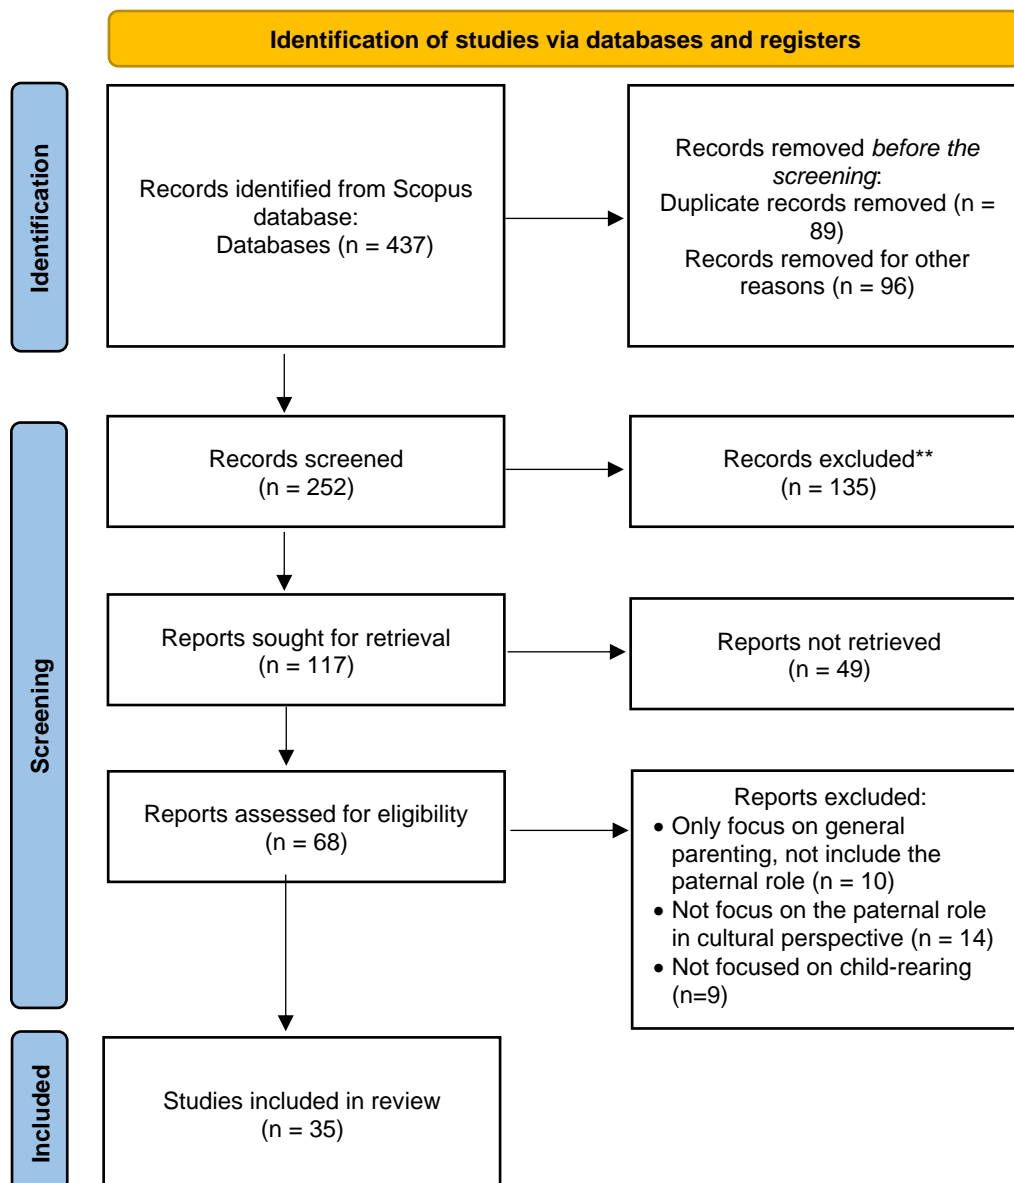 Identification of studies via databases and registers
Identification
Records identified from Scopus
database:
Databases (n = 437)
Records removed before the
screening:
Duplicate records removed (n =
89)
Records removed for other
reasons (n = 96)
Screening
Records screened
(n = 252)
Records excluded**
(n = 135)
Reports sought for retrieval
(n = 117)
Reports not retrieved
(n = 49)
Reports assessed for eligibility
(n = 68)
Reports excluded:
• Only focus on general
parenting, not include the
paternal role (n = 10)
• Not focus on the paternal role
in cultural perspective (n = 14)
• Not focused on child-rearing
(n=9)
Included
Studies included in review
(n = 35)